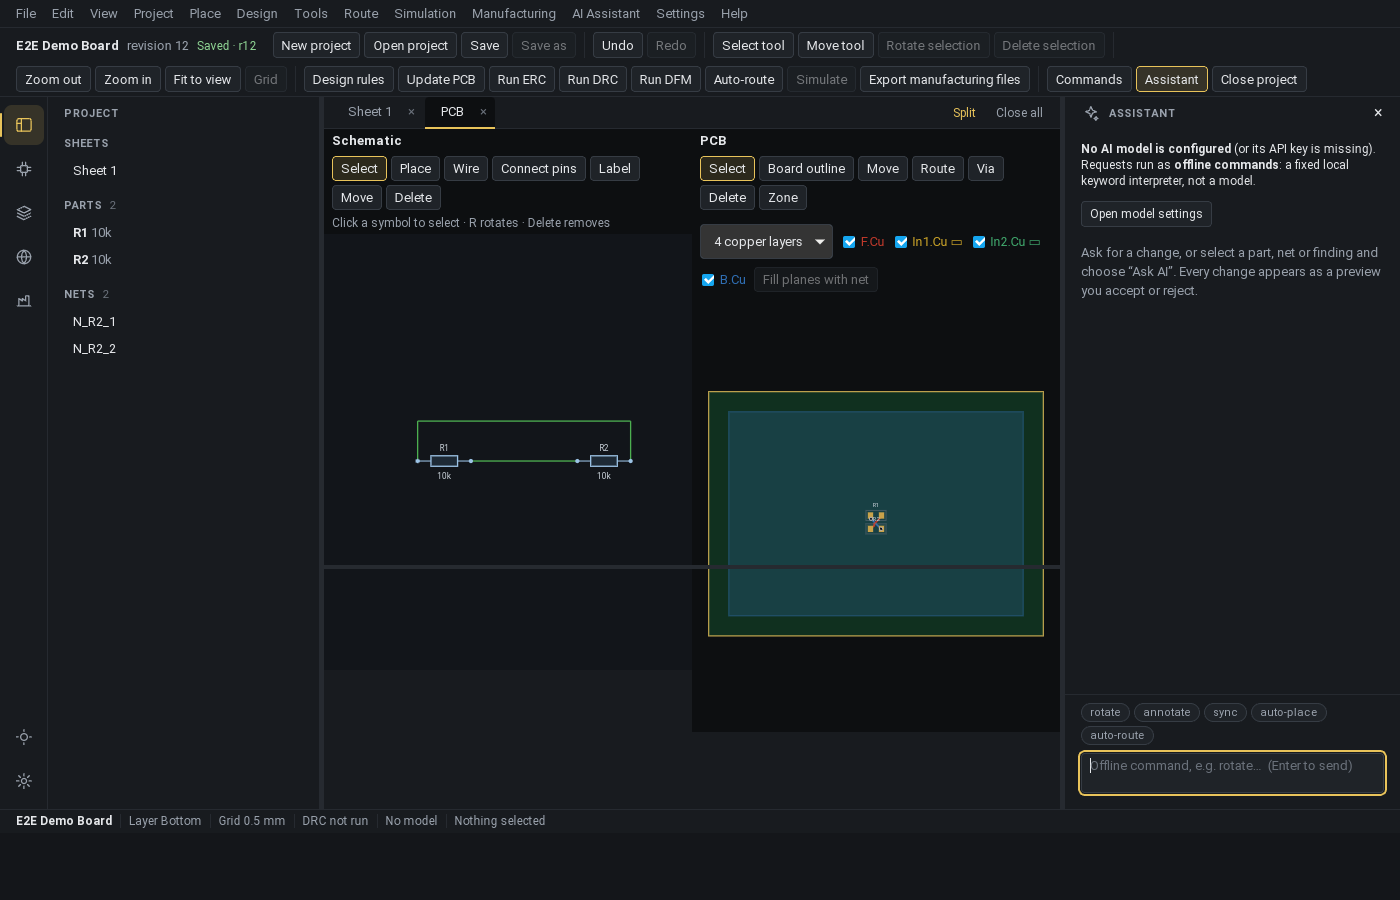 File Edit View Project Place Design Tools Route Simulation Manufacturing AI Assistant Settings Help
E2E Demo Board revision 12 Saved · r12 New project Open project Save Save as Undo Redo Select tool Move tool Rotate selection Delete selection
Zoom out Zoom in Fit to view Grid Design rules Update PCB Run ERC Run DRC Run DFM Auto-route Simulate Export manufacturing files Commands Assistant Close project
PROJECT
SHEETS
Sheet 1
PARTS 2
R1 10k
R2 10k
NETS 2
N_R2_1
N_R2_2
Sheet 1 × PCB × Split Close all
Schematic
Select Place Wire Connect pins Label
Move Delete
Click a symbol to select · R rotates · Delete removes
R1 R2
10k 10k
PCB
Select Board outline Move Route Via
Delete Zone
4 copper layers F.Cu In1.Cu In2.Cu
B.Cu Fill planes with net
R1
ASSISTANT ×
No AI model is configured (or its API key is missing).
Requests run as offline commands: a fixed local
keyword interpreter, not a model.
Open model settings
Ask for a change, or select a part, net or finding and
choose “Ask AI”. Every change appears as a preview
you accept or reject.
rotate annotate sync auto-place
auto-route
Offline command, e.g. rotate… (Enter to send)
E2E Demo Board Layer Bottom Grid 0.5 mm DRC not run No model Nothing selected